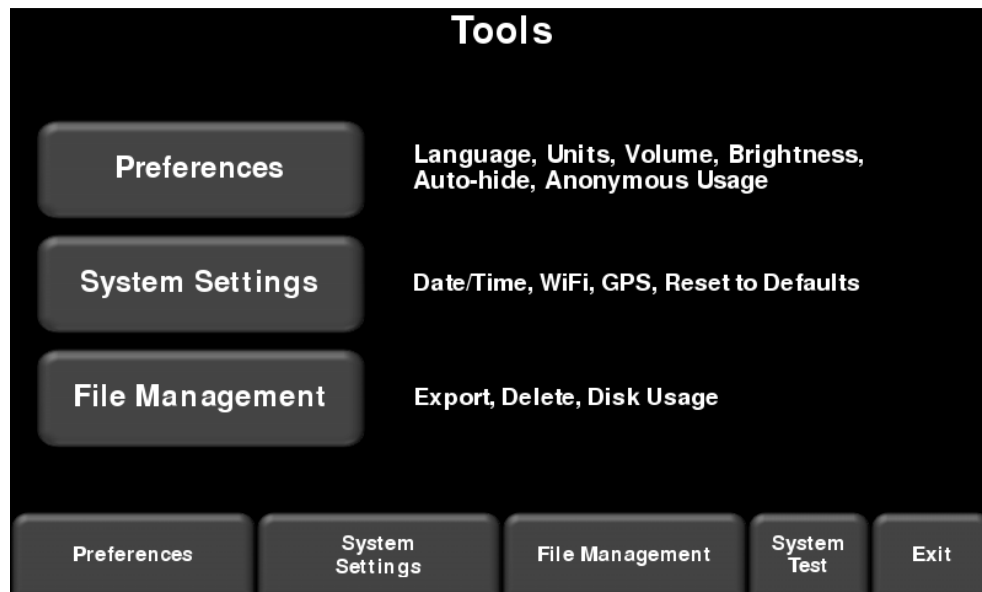 Tools
Preferences
Language, Units, Volume, Brightness,
Auto-hide, Anonymous Usage
System Settings
Date/Time, WiFi, GPS, Reset to Defaults
File Management
Export, Delete, Disk Usage
Preferences
System
Settings
File Management
System
Test
Exit